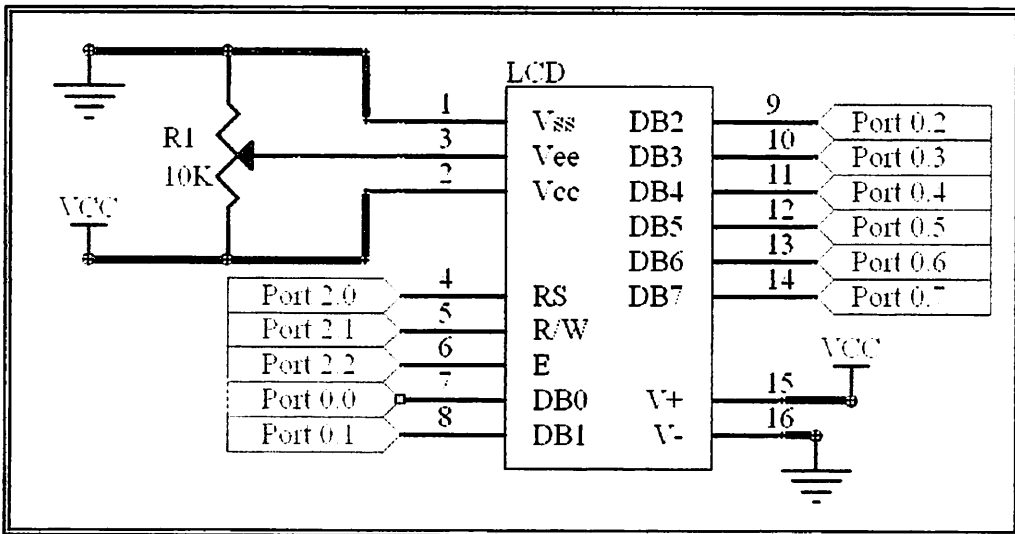 LCD
1 Vss DB2 9 Port 0.2
R1 3 Vee DB3 10 Port 0.3
10K 2 Vcc DB4 11 Port 0.4
VCC DB5 12 Port 0.5
DB6 13 Port 0.6
Port 2.0 4 RS DB7 14 Port 0.7
Port 2.1 5 R/W
Port 2.2 6 E VCC
Port 0.0 7 DB0 V+ 15
Port 0.1 8 DB1 V- 16